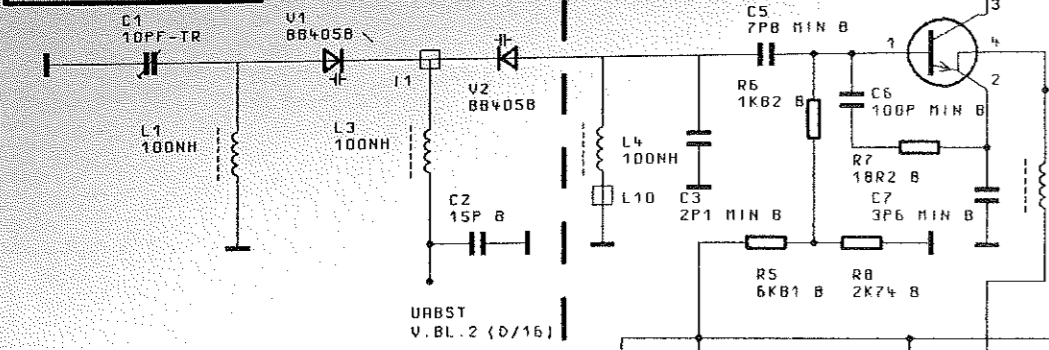 C1
10PF-TR
V1
BB405B
I1
V2
BB405B
L1
100NH
L3
100NH
C2
15P B
UABST
V.BL.2 (D/16)
L4
100NH
L10
C3
2P1 MIN B
C5
7P8 MIN B
R6
1K82 B
C6
100P MIN B
R7
18R2 B
C7
3P6 MIN B
R5
6K81 B
R8
2K74 B
1
3
4
2